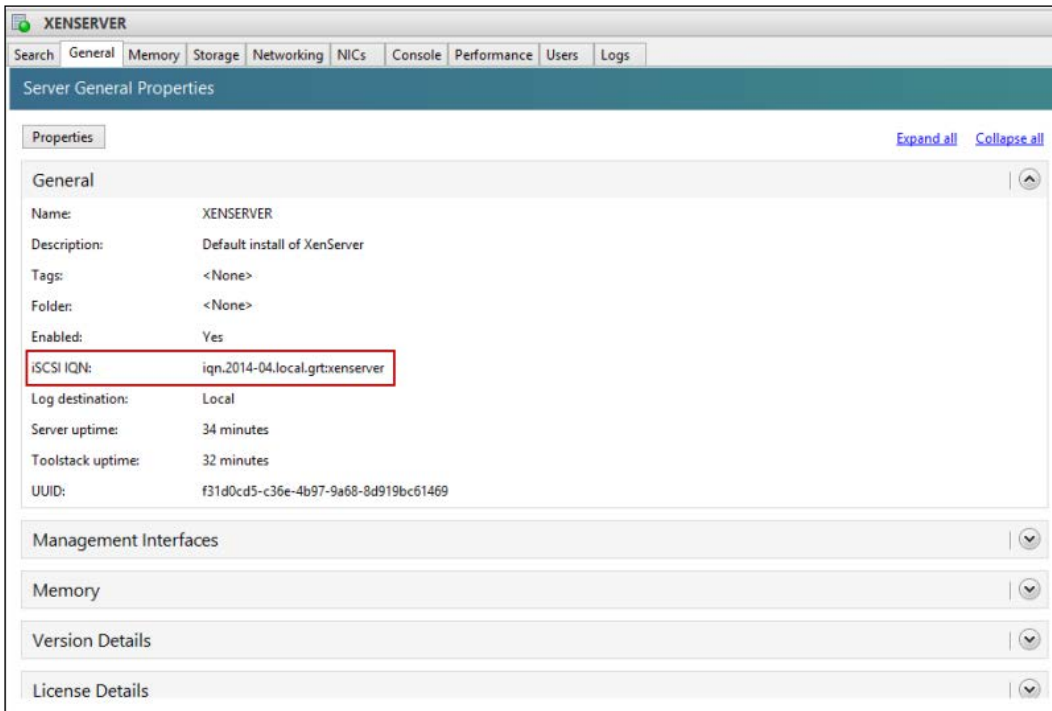 XENSERVER
Search General Memory Storage Networking NICs Console Performance Users Logs
Server General Properties
Properties Expand all Collapse all
General
Name: XENSERVER
Description: Default install of XenServer
Tags: <None>
Folder: <None>
Enabled: Yes
iSCSI IQN: iqn.2014-04.local.grt:xenserver
Log destination: Local
Server uptime: 34 minutes
Toolstack uptime: 32 minutes
UUID: f31d0cd5-c36e-4b97-9a68-8d919bc61469
Management Interfaces
Memory
Version Details
License Details